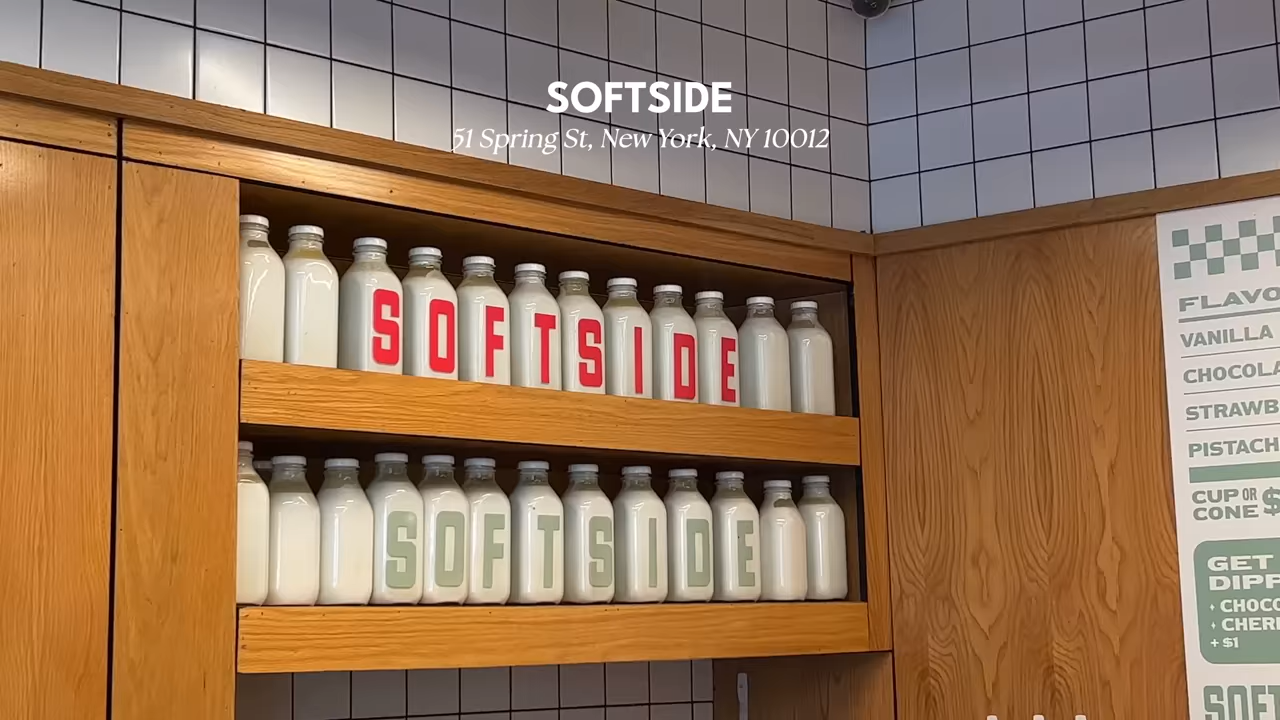 SOFTSIDE
51 Spring St, New York, NY 10012
SOFTSIDE
SOFTSIDE
FLAVO
VANILLA
CHOCOLA
STRAWB
PISTACH
CUP OR
CONE $
GET
DIPP
CHOCO
CHER
+ $1
SOFT